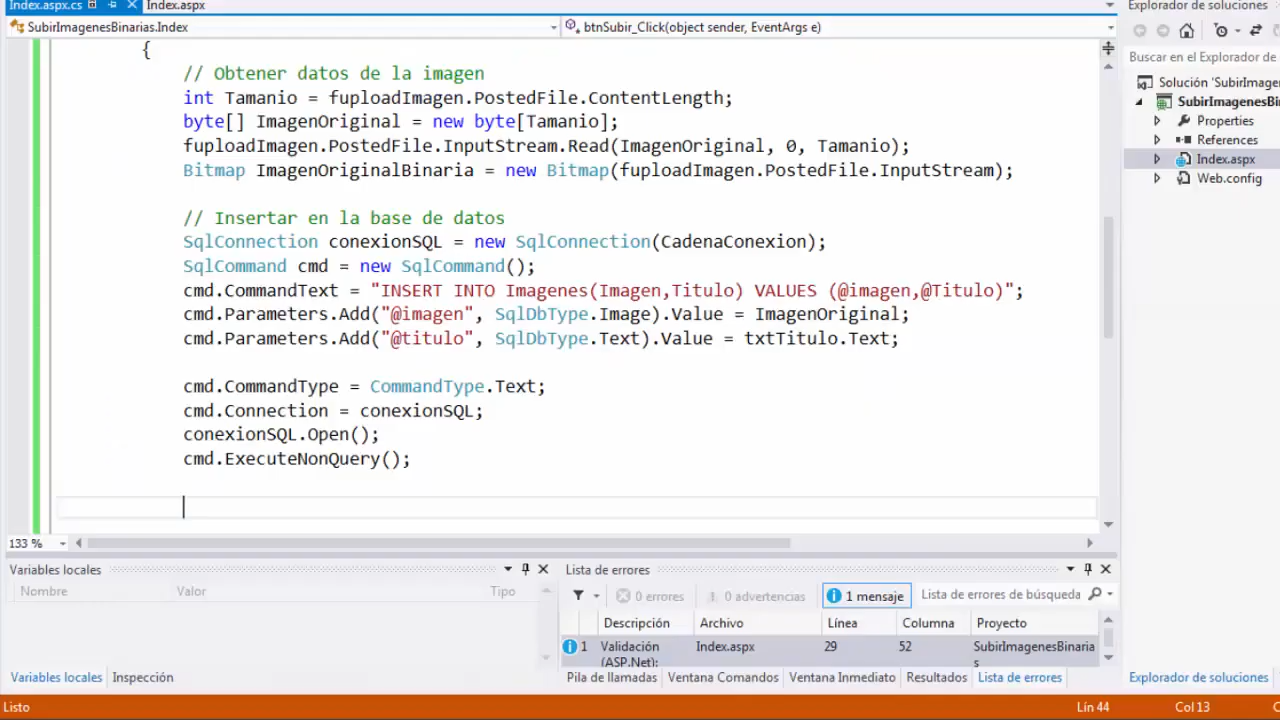 Index.aspx.cs
Index.aspx
Explorador de soluciones
SubirImagenesBinarias.Index
btnSubir_Click(object sender, EventArgs e)
Buscar en el Explorador de
Solución 'SubirImagene
SubirImagenesBi
Properties
References
Index.aspx
Web.config
{
// Obtener datos de la imagen
int Tamanio = fuploadImagen.PostedFile.ContentLength;
byte[] ImagenOriginal = new byte[Tamanio];
fuploadImagen.PostedFile.InputStream.Read(ImagenOriginal, 0, Tamanio);
Bitmap ImagenOriginalBinaria = new Bitmap(fuploadImagen.PostedFile.InputStream);
// Insertar en la base de datos
SqlConnection conexionSQL = new SqlConnection(CadenaConexion);
SqlCommand cmd = new SqlCommand();
cmd.CommandText = "INSERT INTO Imagenes(Imagen,Titulo) VALUES (@imagen,@Titulo)";
cmd.Parameters.Add("@imagen", SqlDbType.Image).Value = ImagenOriginal;
cmd.Parameters.Add("@titulo", SqlDbType.Text).Value = txtTitulo.Text;
cmd.CommandType = CommandType.Text;
cmd.Connection = conexionSQL;
conexionSQL.Open();
cmd.ExecuteNonQuery();
133 %
Variables locales
Nombre Valor Tipo
Variables locales Inspección
Lista de errores
0 errores 0 advertencias 1 mensaje Lista de errores de búsqueda
Descripción Archivo Línea Columna Proyecto
1 Validación Index.aspx 29 52 SubirImagenesBinaria
(ASP.Net): s
Pila de llamadas Ventana Comandos Ventana Inmediato Resultados Lista de errores
Explorador de soluciones
Listo Lín 44 Col 13 C